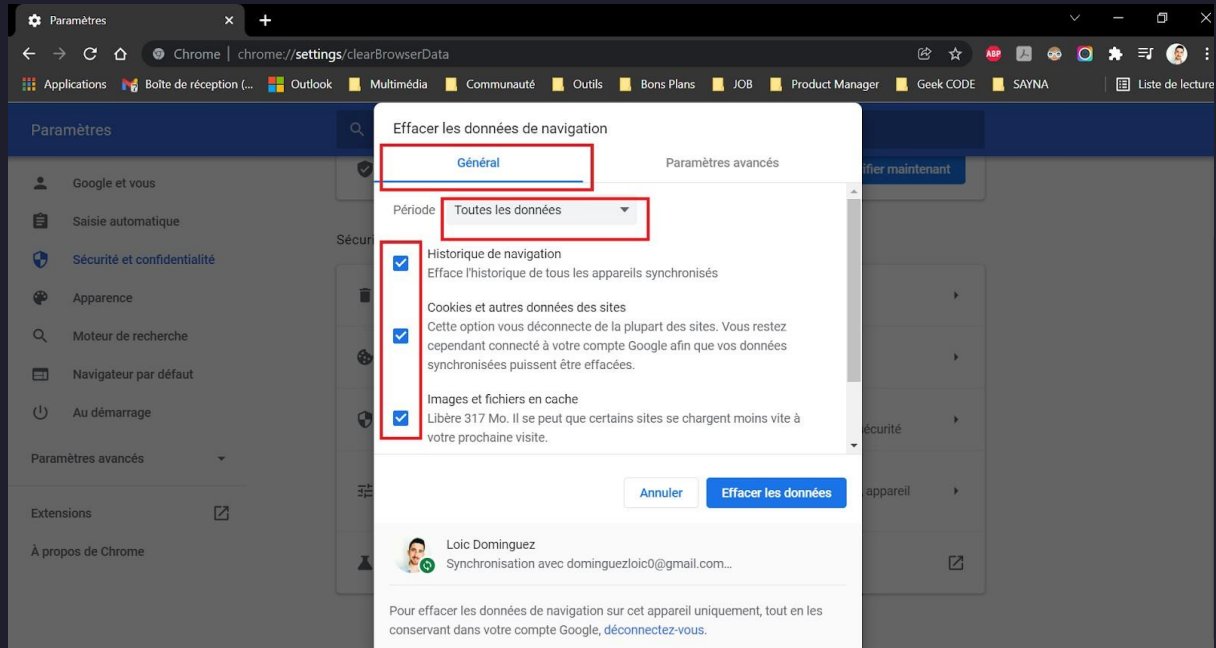 Paramètres
Chrome | chrome://settings/clearBrowserData
ABP
Applications Boîte de réception (... Outlook Multimédia Communauté Outils Bons Plans JOB Product Manager Geek CODE SAYNA Liste de lecture
Paramètres
Google et vous
Saisie automatique
Sécurité et confidentialité
Apparence
Moteur de recherche
Navigateur par défaut
Au démarrage
Paramètres avancés
Extensions
À propos de Chrome
Effacer les données de navigation
Général Paramètres avancés
Période Toutes les données
Historique de navigation
Efface l'historique de tous les appareils synchronisés
Cookies et autres données des sites
Cette option vous déconnecte de la plupart des sites. Vous restez
cependant connecté à votre compte Google afin que vos données
synchronisées puissent être effacées.
Images et fichiers en cache
Libère 317 Mo. Il se peut que certains sites se chargent moins vite à
votre prochaine visite.
Annuler Effacer les données
Loic Dominguez
Synchronisation avec dominguezloic0@gmail.com...
Pour effacer les données de navigation sur cet appareil uniquement, tout en les
conservant dans votre compte Google, déconnectez-vous.
maintenant
appareil